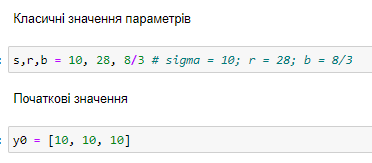 Класичні значення параметрів
s,r,b = 10, 28, 8/3 # sigma = 10; r = 28; b = 8/3
Початкові значення
y0 = [10, 10, 10]